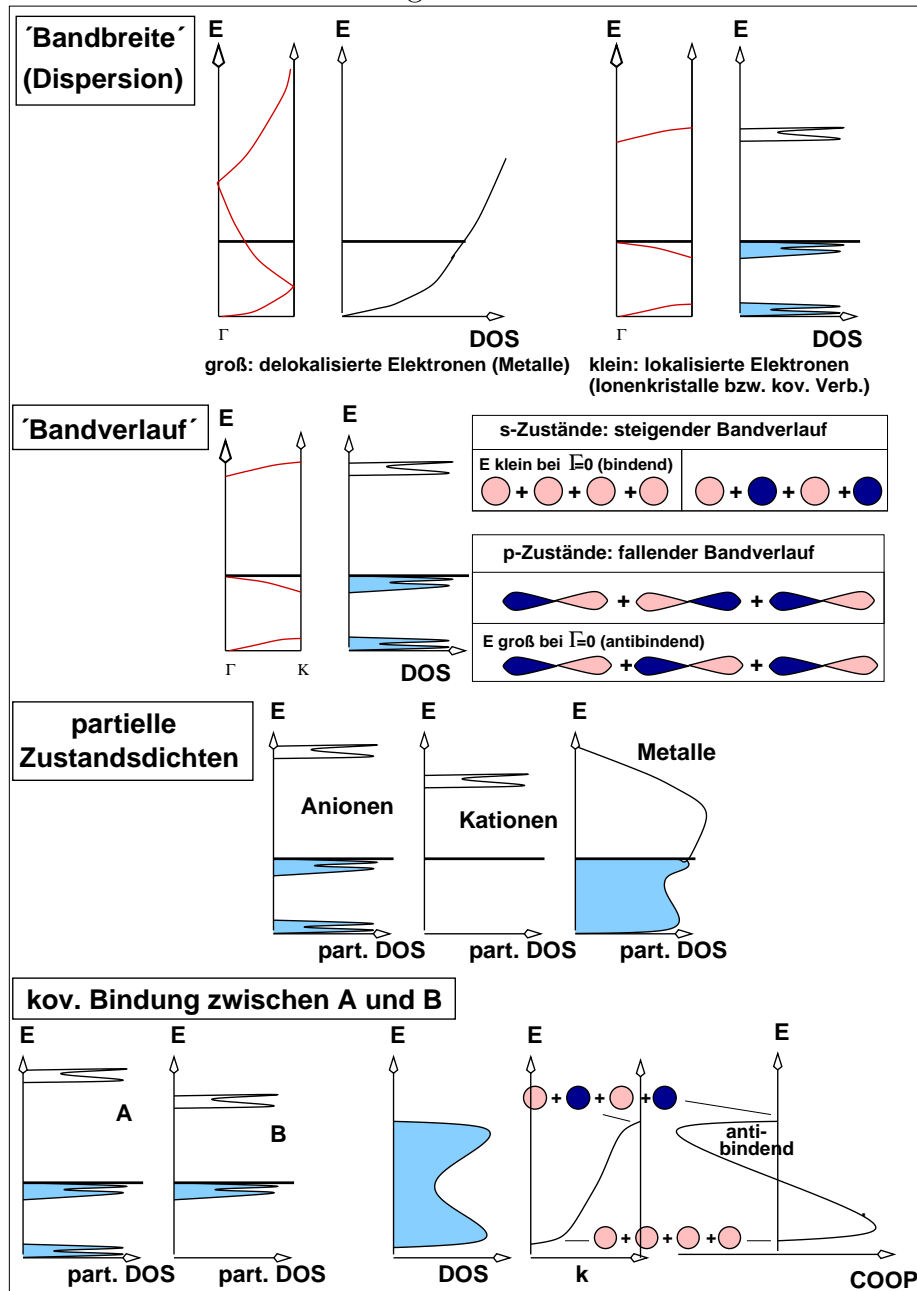 ´Bandbreite´
(Dispersion)
E
E
E
E
Γ
DOS
Γ
DOS
groß: delokalisierte Elektronen (Metalle)
klein: lokalisierte Elektronen
(Ionenkristalle bzw. kov. Verb.)
´Bandverlauf´
E
E
Γ
K
DOS
s-Zustände: steigender Bandverlauf
E klein bei Γ=0 (bindend)
+ + +
+ + +
p-Zustände: fallender Bandverlauf
+ +
E groß bei Γ=0 (antibindend)
+ +
partielle
Zustandsdichten
E
E
E
Anionen
Kationen
Metalle
part. DOS
part. DOS
part. DOS
kov. Bindung zwischen A und B
E
E
E
E
E
A
B
+ + +
anti-
bindend
+ + +
part. DOS
part. DOS
DOS
k
COOP